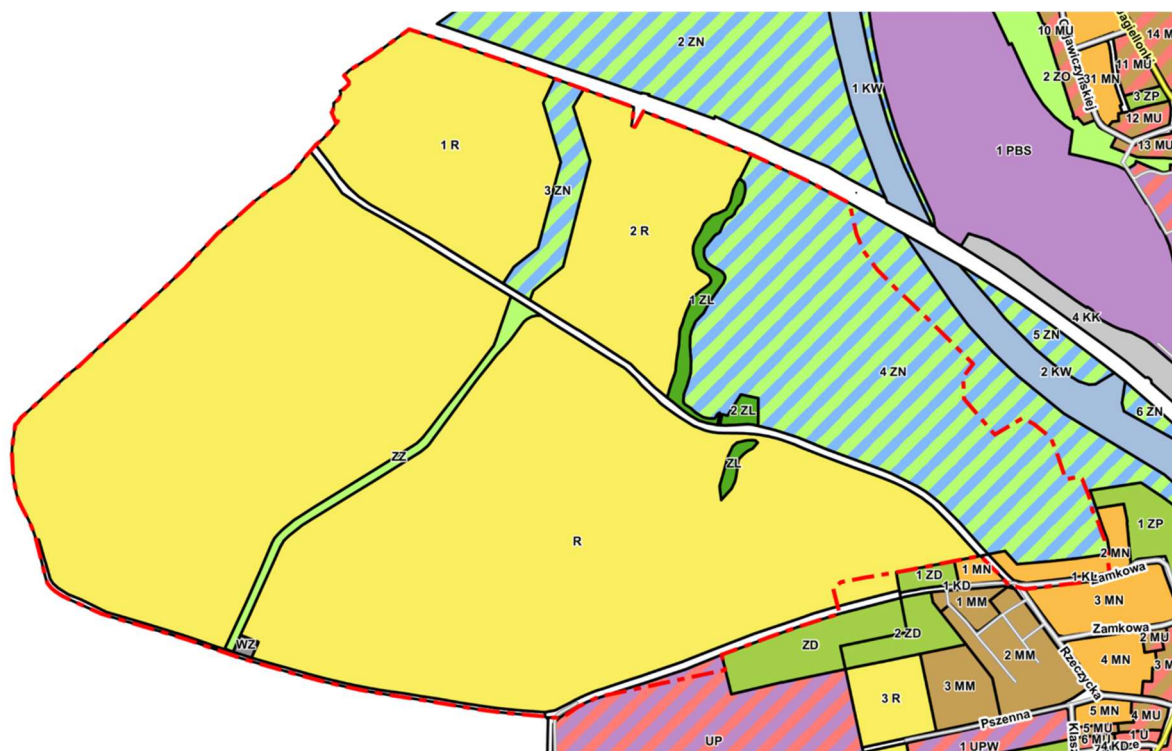 2 ZN
10 MU
Jagiellonki
14 M
Gojawiczyńskiej
11 MU
31 MN
2 ZO
3 ZP
12 MU
13 MU
1 KW
1 R
1 PBS
3 ZN
2 R
1 ZL
4 KK
5 ZN
2 KW
4 ZN
6 ZN
2 ZL
ZZ
ZL
1 ZP
R
2 MN
1 ZD
1 MN
1 KD
Zamkowa
1 MM
3 MN
Zamkowa
WZ
ZD
2 ZD
2 MU
2 MM
Rzeczycka
4 MN
3 M
3 MM
3 R
5 MN
4 MU
Pszenna
5 MU
1 U
6 MU
UP
1 UPW